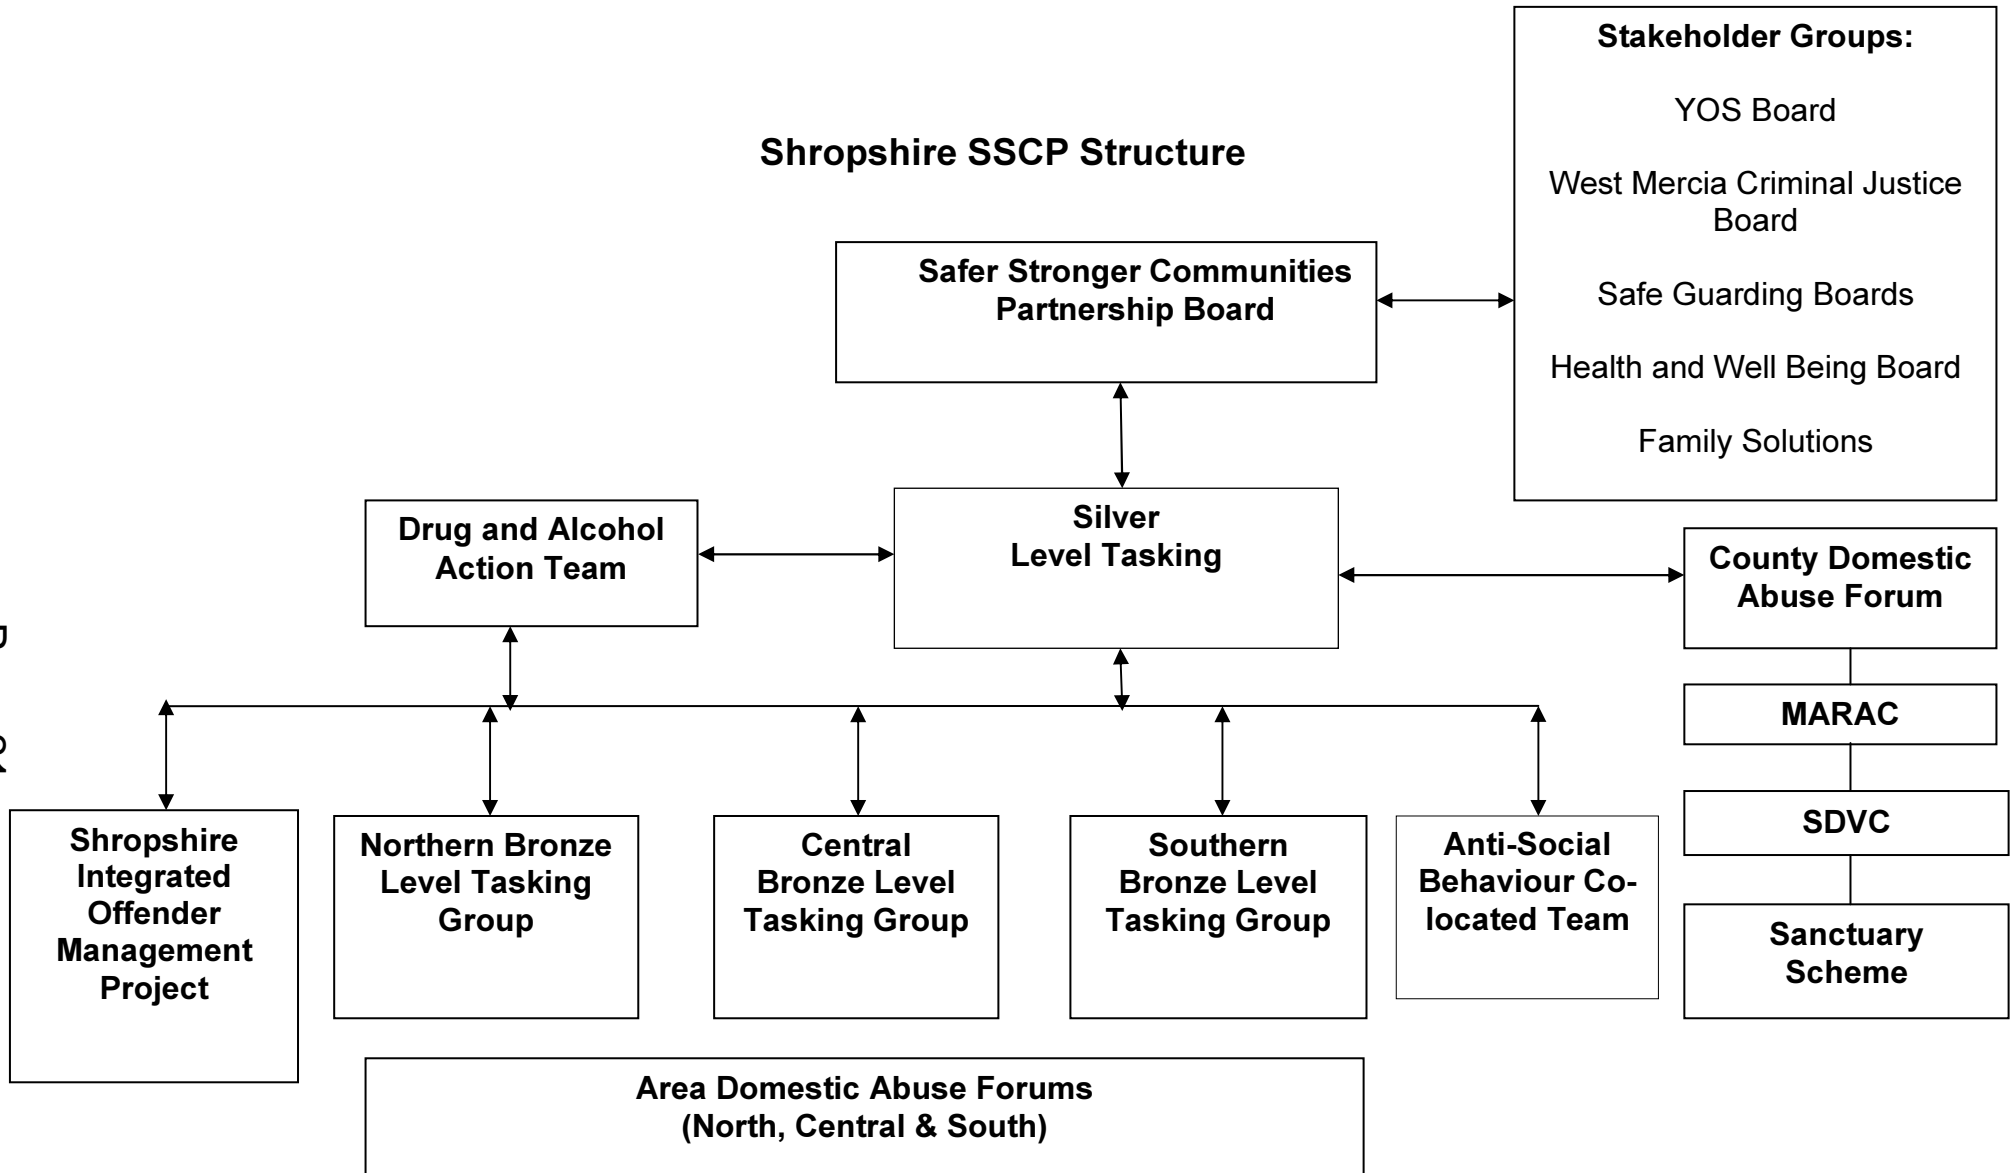 Stakeholder Groups:
YOS Board
West Mercia Criminal Justice
Board
Safe Guarding Boards
Health and Well Being Board
Family Solutions
Shropshire SSCP Structure
Safer Stronger Communities
Partnership Board
Drug and Alcohol
Action Team
Silver
Level Tasking
County Domestic
Abuse Forum
MARAC
SDVC
Sanctuary
Scheme
Shropshire
Integrated
Offender
Management
Project
Northern Bronze
Level Tasking
Group
Central
Bronze Level
Tasking Group
Southern
Bronze Level
Tasking Group
Anti-Social
Behaviour Co-
located Team
Area Domestic Abuse Forums
(North, Central & South)